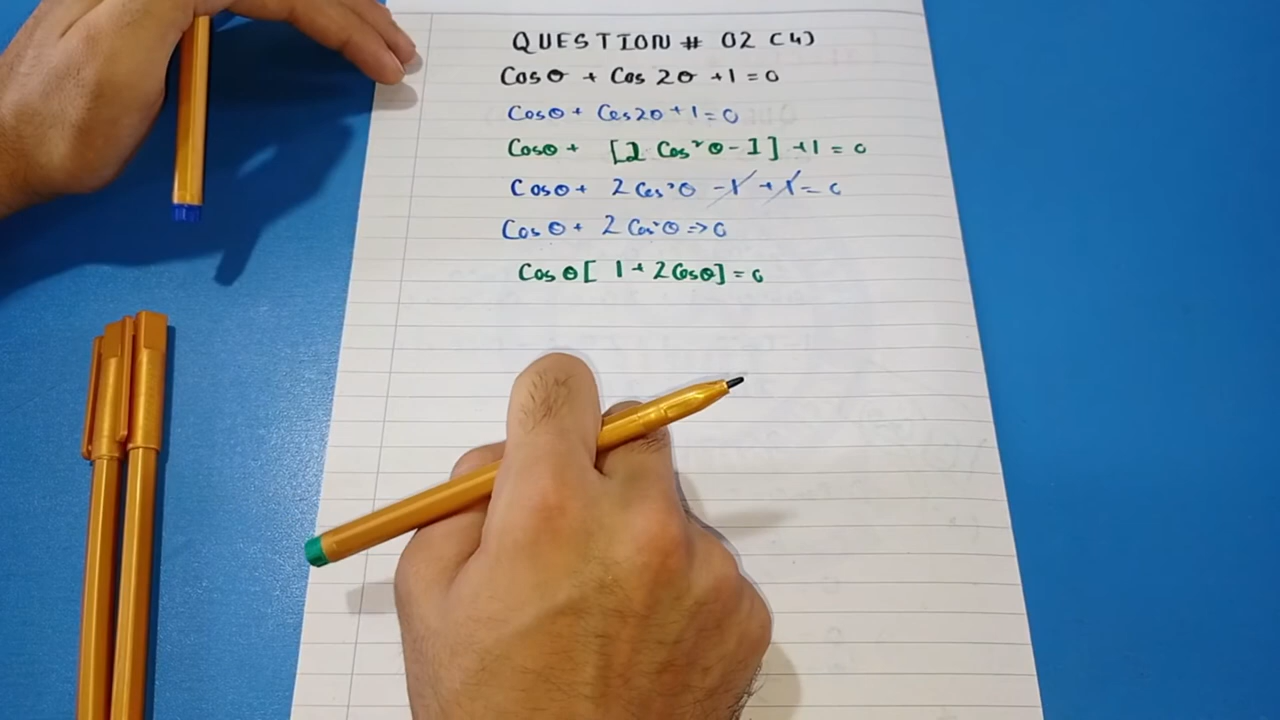 QUESTION # 02 (4)
Cosθ + Cos 2θ + 1 = 0
Cosθ + Cos2θ + 1 = 0
Cosθ + [2 Cos²θ - 1] + 1 = 0
Cosθ + 2 Cos²θ - 1 + 1 = 0
Cosθ + 2 Cos²θ => 0
Cosθ[ 1 + 2Cosθ] = 0